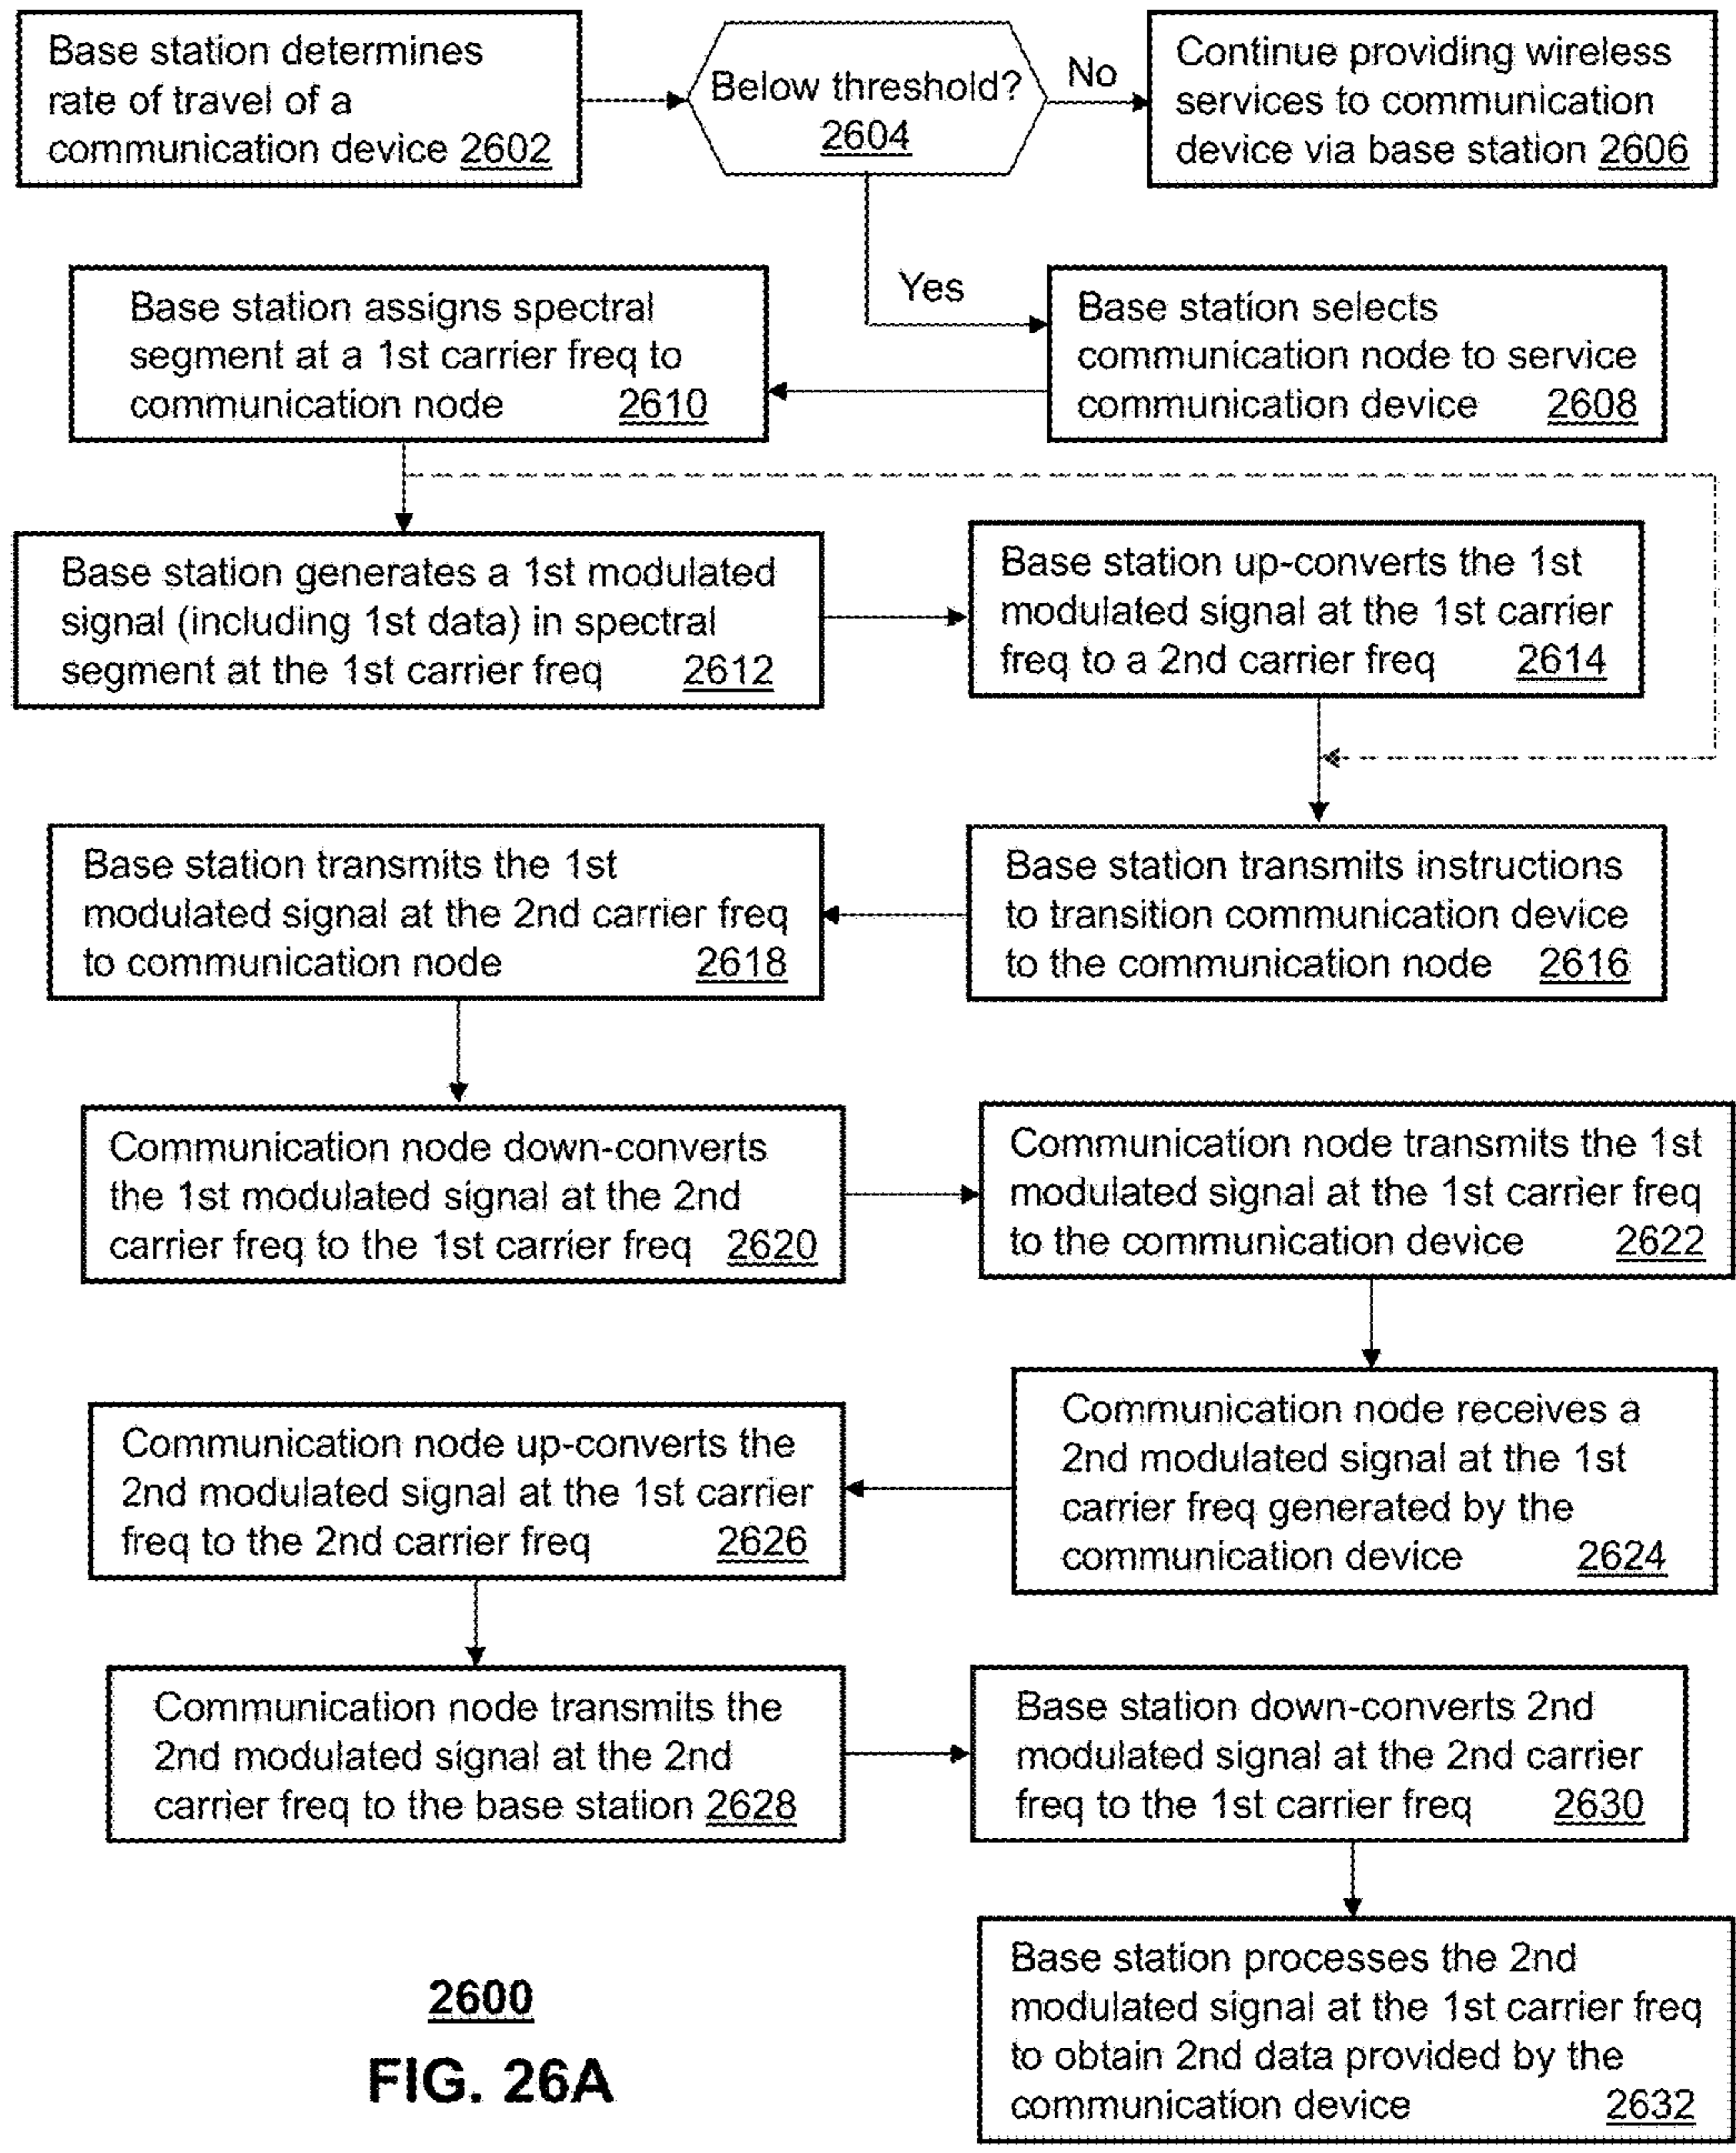 Base station determines
rate of travel of a
communication device 2602
Below threshold?
2604
No
Continue providing wireless
services to communication
device via base station 2606
Yes
Base station selects
communication node to service
communication device 2608
Base station assigns spectral
segment at a 1st carrier freq to
communication node 2610
Base station generates a 1st modulated
signal (including 1st data) in spectral
segment at the 1st carrier freq 2612
Base station up-converts the 1st
modulated signal at the 1st carrier
freq to a 2nd carrier freq 2614
Base station transmits instructions
to transition communication device
to the communication node 2616
Base station transmits the 1st
modulated signal at the 2nd carrier freq
to communication node 2618
Communication node down-converts
the 1st modulated signal at the 2nd
carrier freq to the 1st carrier freq 2620
Communication node transmits the 1st
modulated signal at the 1st carrier freq
to the communication device 2622
Communication node receives a
2nd modulated signal at the 1st
carrier freq generated by the
communication device 2624
Communication node up-converts the
2nd modulated signal at the 1st carrier
freq to the 2nd carrier freq 2626
Communication node transmits the
2nd modulated signal at the 2nd
carrier freq to the base station 2628
Base station down-converts 2nd
modulated signal at the 2nd carrier
freq to the 1st carrier freq 2630
Base station processes the 2nd
modulated signal at the 1st carrier freq
to obtain 2nd data provided by the
communication device 2632
2600
FIG. 26A